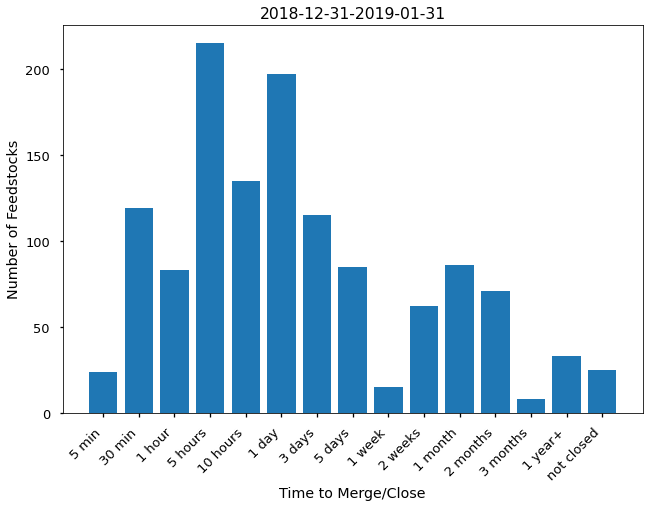 2018-12-31-2019-01-31
Number of Feedstocks
200
150
100
50
0
5 min
30 min
1 hour
5 hours
10 hours
1 day
3 days
5 days
1 week
2 weeks
1 month
2 months
3 months
1 year+
not closed
Time to Merge/Close